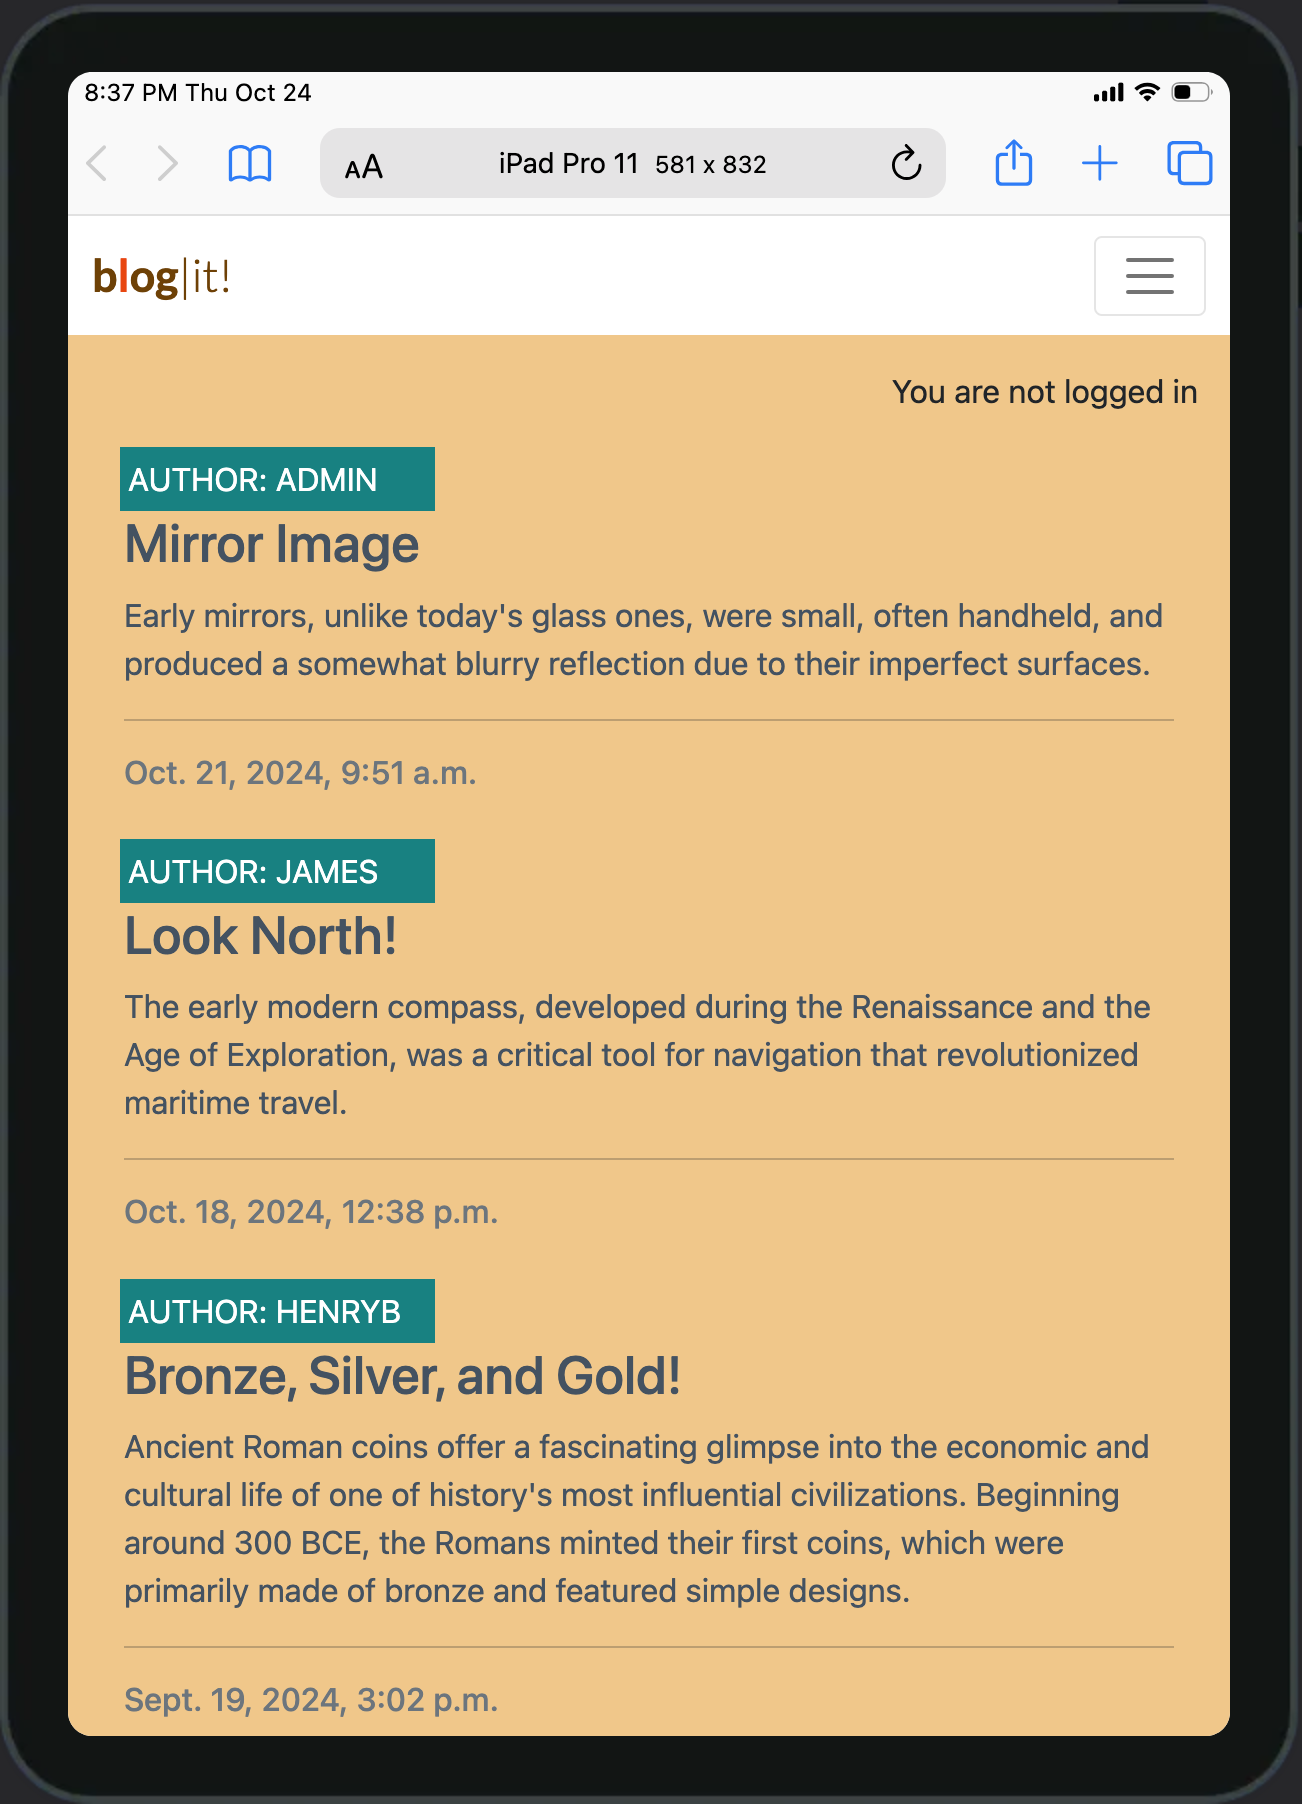 8:37 PM Thu Oct 24
AA
iPad Pro 11 581 x 832
blog|it!
You are not logged in
AUTHOR: ADMIN
Mirror Image
Early mirrors, unlike today's glass ones, were small, often handheld, and
produced a somewhat blurry reflection due to their imperfect surfaces.
Oct. 21, 2024, 9:51 a.m.
AUTHOR: JAMES
Look North!
The early modern compass, developed during the Renaissance and the
Age of Exploration, was a critical tool for navigation that revolutionized
maritime travel.
Oct. 18, 2024, 12:38 p.m.
AUTHOR: HENRYB
Bronze, Silver, and Gold!
Ancient Roman coins offer a fascinating glimpse into the economic and
cultural life of one of history's most influential civilizations. Beginning
around 300 BCE, the Romans minted their first coins, which were
primarily made of bronze and featured simple designs.
Sept. 19, 2024, 3:02 p.m.